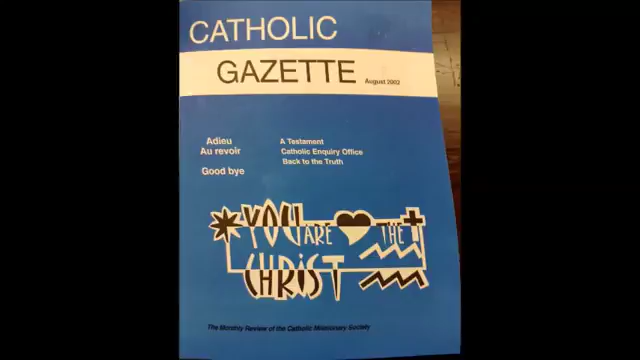 CATHOLIC
GAZETTE August 2002
Adieu A Testament
Au revoir Catholic Enquiry Office
Back to the Truth
Good bye
YOU ARE THE
CHRIST
The Monthly Review of the Catholic Missionary Society